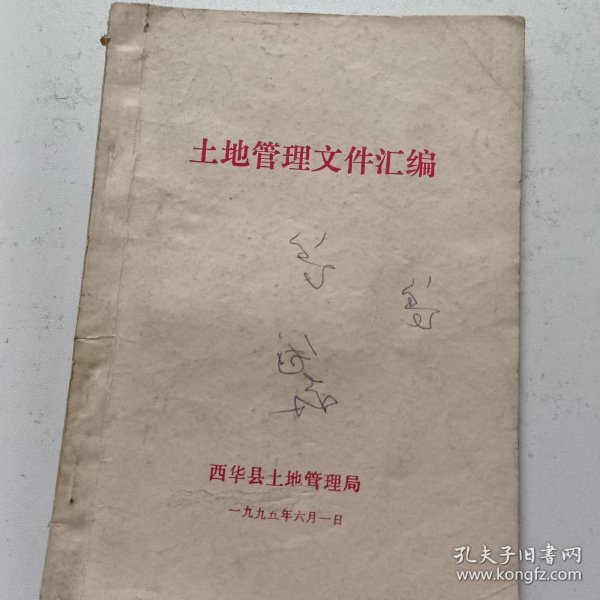 土地管理文件汇编
西华县土地管理局
一九九五年六月一日
孔夫子旧书网
www.kongfz.com